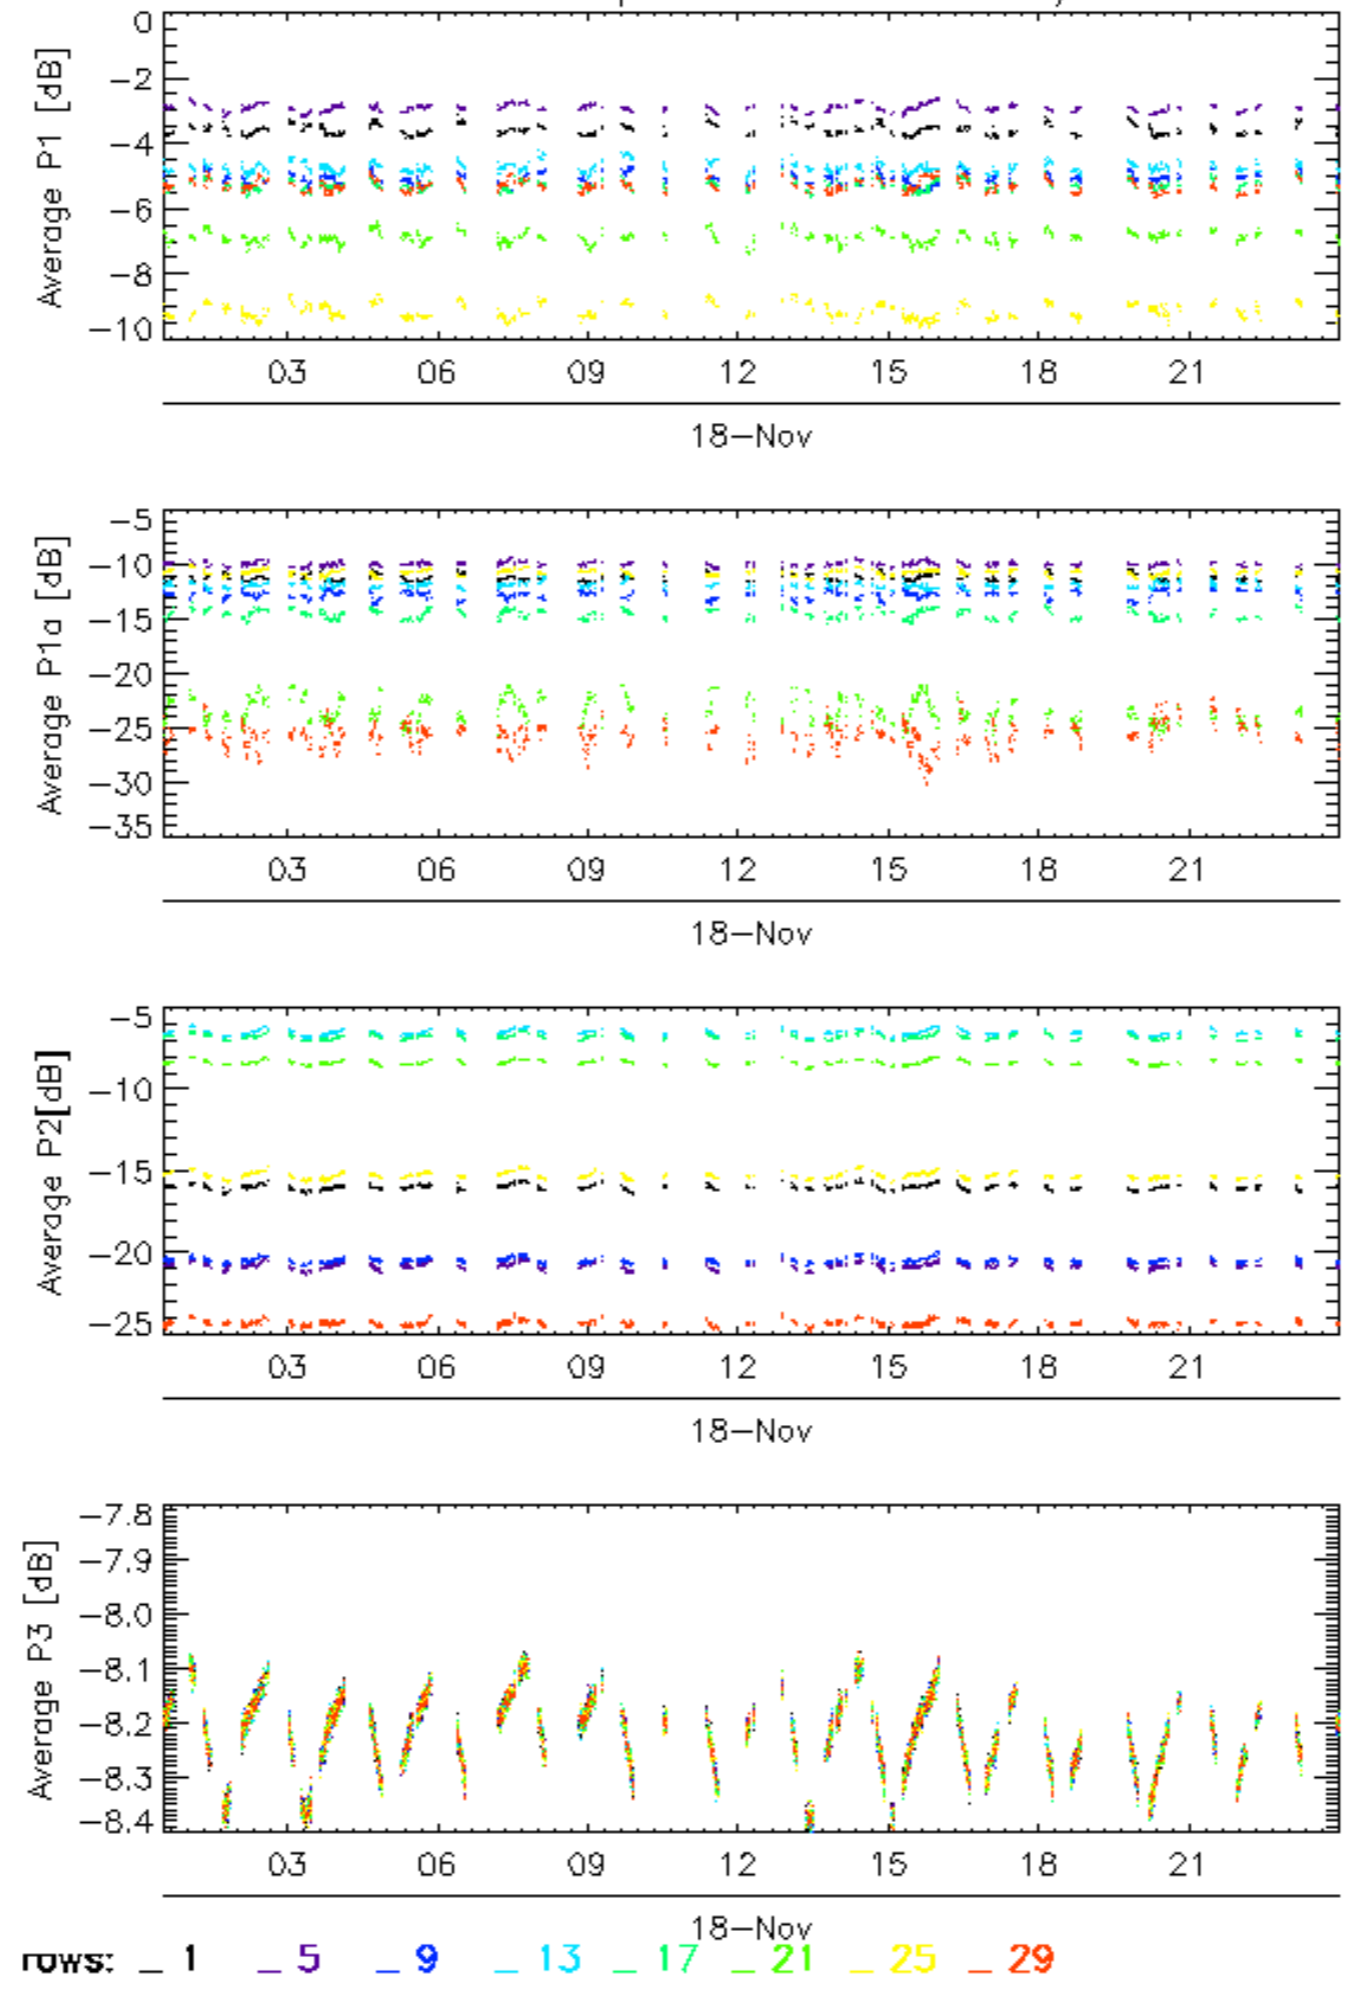 Average P1 [dB]
0
−2
−4
−6
−8
−10
03 06 09 12 15 18 21
18−Nov
Average P1a [dB]
−5
−10
−15
−20
−25
−30
−35
03 06 09 12 15 18 21
18−Nov
Average P2[dB]
−5
−10
−15
−20
−25
03 06 09 12 15 18 21
18−Nov
Average P3 [dB]
−7.8
−7.9
−8.0
−8.1
−8.2
−8.3
−8.4
03 06 09 12 15 18 21
18−Nov
rows: _ 1 _ 5 _ 9 _ 13 _ 17 _ 21 _ 25 _ 29